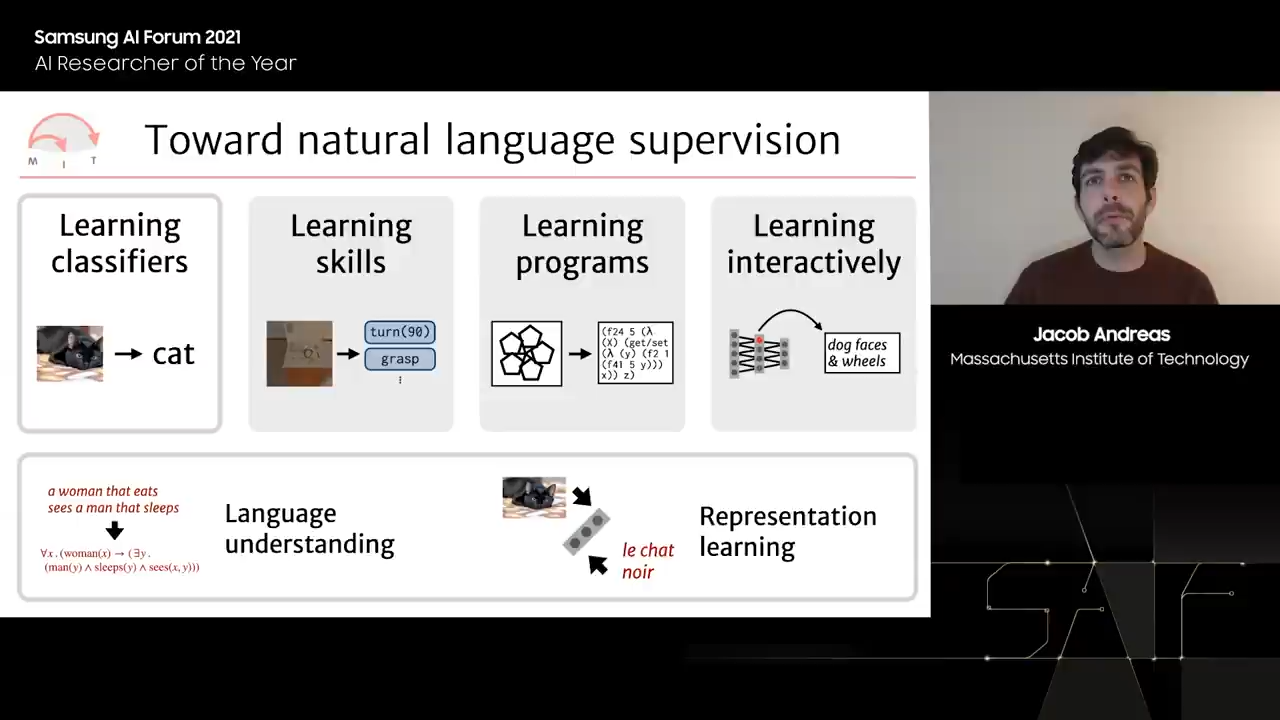 Samsung AI Forum 2021
AI Researcher of the Year
M I T
Toward natural language supervision
Learning
classifiers
cat
Learning
skills
turn(90)
grasp
⋮
Learning
programs
(f24 5 (λ
(X) (get/set
(λ (y) (f2 1
(f41 5 y)))
x)) z)
Learning
interactively
dog faces
& wheels
a woman that eats
sees a man that sleeps
∀x.(woman(x) → (∃y.
(man(y) ∧ sleeps(y) ∧ sees(x, y)))
Language
understanding
le chat
noir
Representation
learning
Jacob Andreas
Massachusetts Institute of Technology
SAIF